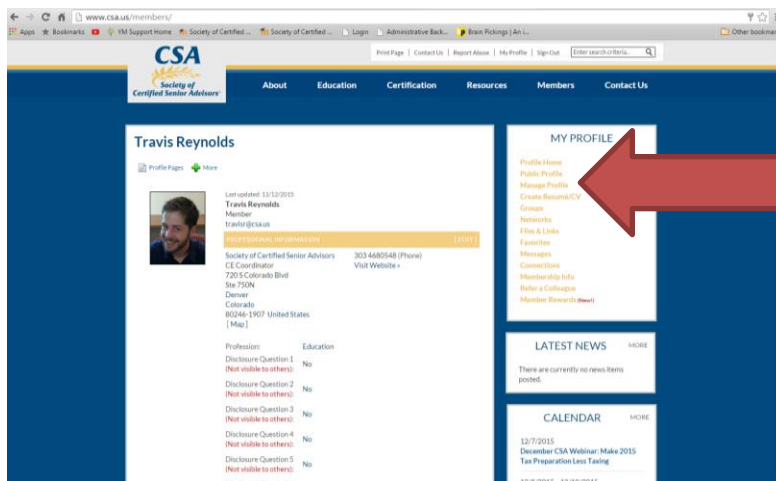 www.csa.us/members/
Apps Bookmarks YM Support Home Society of Certified ... Society of Certified ... Login Administrative Back... Brain Pickings | An i... Other bookmar
CSA
Society of
Certified Senior Advisors
Print Page | Contact Us | Report Abuse | My Profile | Sign Out Enter search criteria...
About Education Certification Resources Members Contact Us
Travis Reynolds
Profile Pages More
Last updated: 11/12/2015
Travis Reynolds
Member
travisr@csa.us
PROFESSIONAL INFORMATION [ EDIT ]
Society of Certified Senior Advisors 303 4680548 (Phone)
CE Coordinator Visit Website »
720 S Colorado Blvd
Ste 750N
Denver
Colorado
80246-1907 United States
[ Map ]
Profession: Education
Disclosure Question 1
(Not visible to others): No
Disclosure Question 2
(Not visible to others): No
Disclosure Question 3
(Not visible to others): No
Disclosure Question 4
(Not visible to others): No
Disclosure Question 5
(Not visible to others): No
MY PROFILE
Profile Home
Public Profile
Manage Profile
Create Resumé/CV
Groups
Networks
Files & Links
Favorites
Messages
Connections
Membership Info
Refer a Colleague
Member Rewards (New!)
LATEST NEWS MORE
There are currently no news items
posted.
CALENDAR MORE
12/7/2015
December CSA Webinar: Make 2015
Tax Preparation Less Taxing